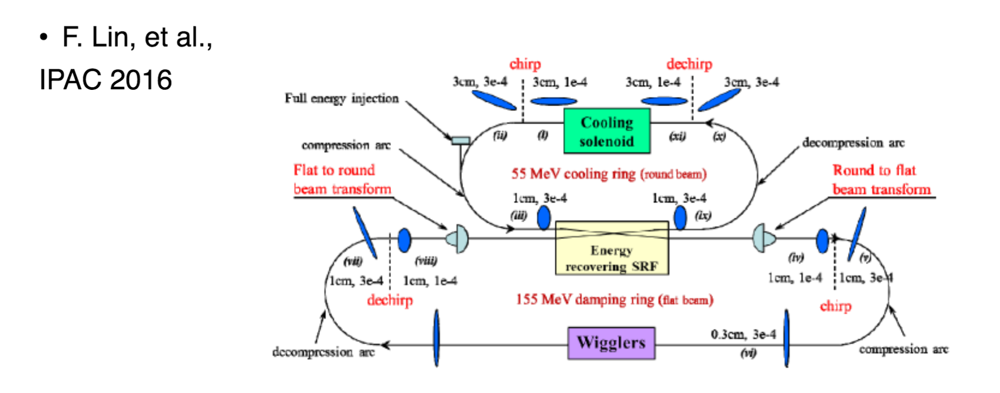 • F. Lin, et al.,
IPAC 2016
chirp
dechirp
3cm, 3e-4
3cm, 1e-4
3cm, 1e-4
3cm, 3e-4
Full energy injection
Cooling
solenoid
(ii)
(i)
(xi)
(x)
compression arc
decompression arc
Flat to round
beam transform
55 MeV cooling ring (round beam)
Round to flat
beam transform
1cm, 3e-4
1cm, 3e-4
(iii)
(ix)
Energy
recovering SRF
(vii)
(viii)
(iv)
(v)
1cm, 3e-4
1cm, 1e-4
1cm, 1e-4
1cm, 3e-4
dechirp
155 MeV damping ring (flat beam)
chirp
Wigglers
0.3cm, 3e-4
(vi)
decompression arc
compression arc